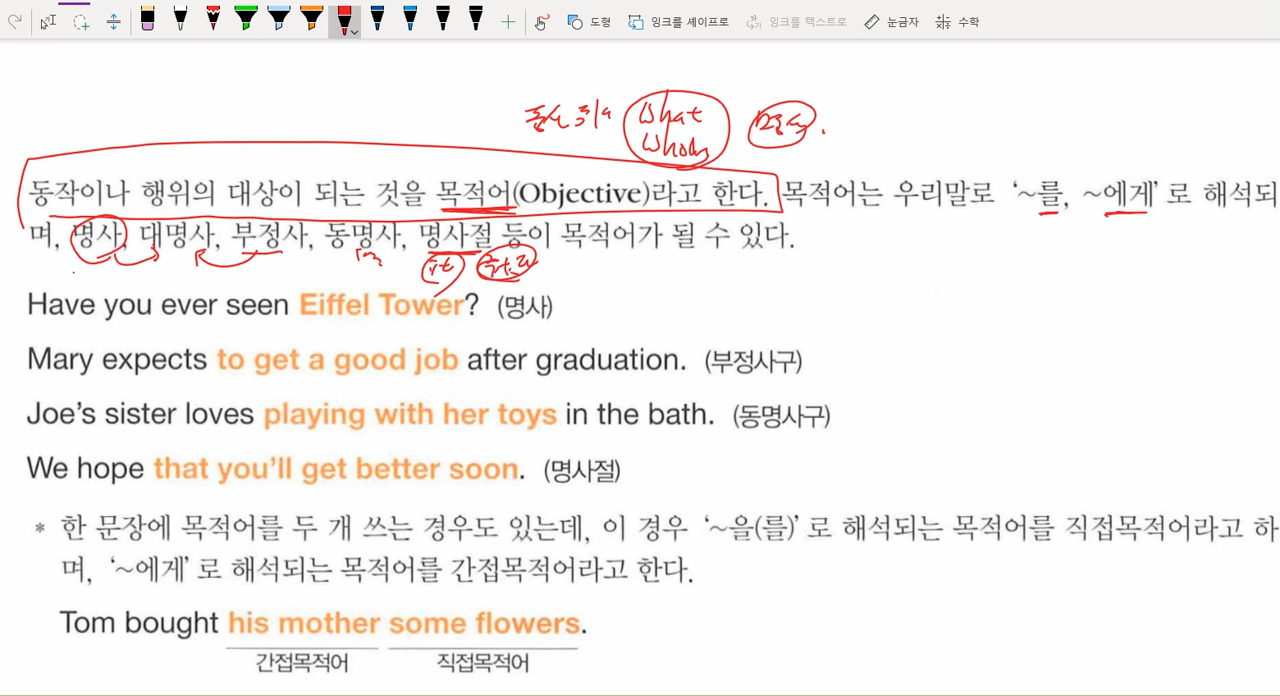 도형 잉크를 셰이프로 잉크를 텍스트로 눈금자 수학
What
Whom
동작이나 행위의 대상이 되는 것을 목적어(Objective)라고 한다. 목적어는 우리말로 ‘~를, ~에게’로 해석되
며, 명사, 대명사, 부정사, 동명사, 명사절 등이 목적어가 될 수 있다.
Have you ever seen Eiffel Tower? (명사)
Mary expects to get a good job after graduation. (부정사구)
Joe’s sister loves playing with her toys in the bath. (동명사구)
We hope that you’ll get better soon. (명사절)
* 한 문장에 목적어를 두 개 쓰는 경우도 있는데, 이 경우 ‘~을(를)’로 해석되는 목적어를 직접목적어라고 하
며, ‘~에게’로 해석되는 목적어를 간접목적어라고 한다.
Tom bought his mother some flowers.
간접목적어 직접목적어